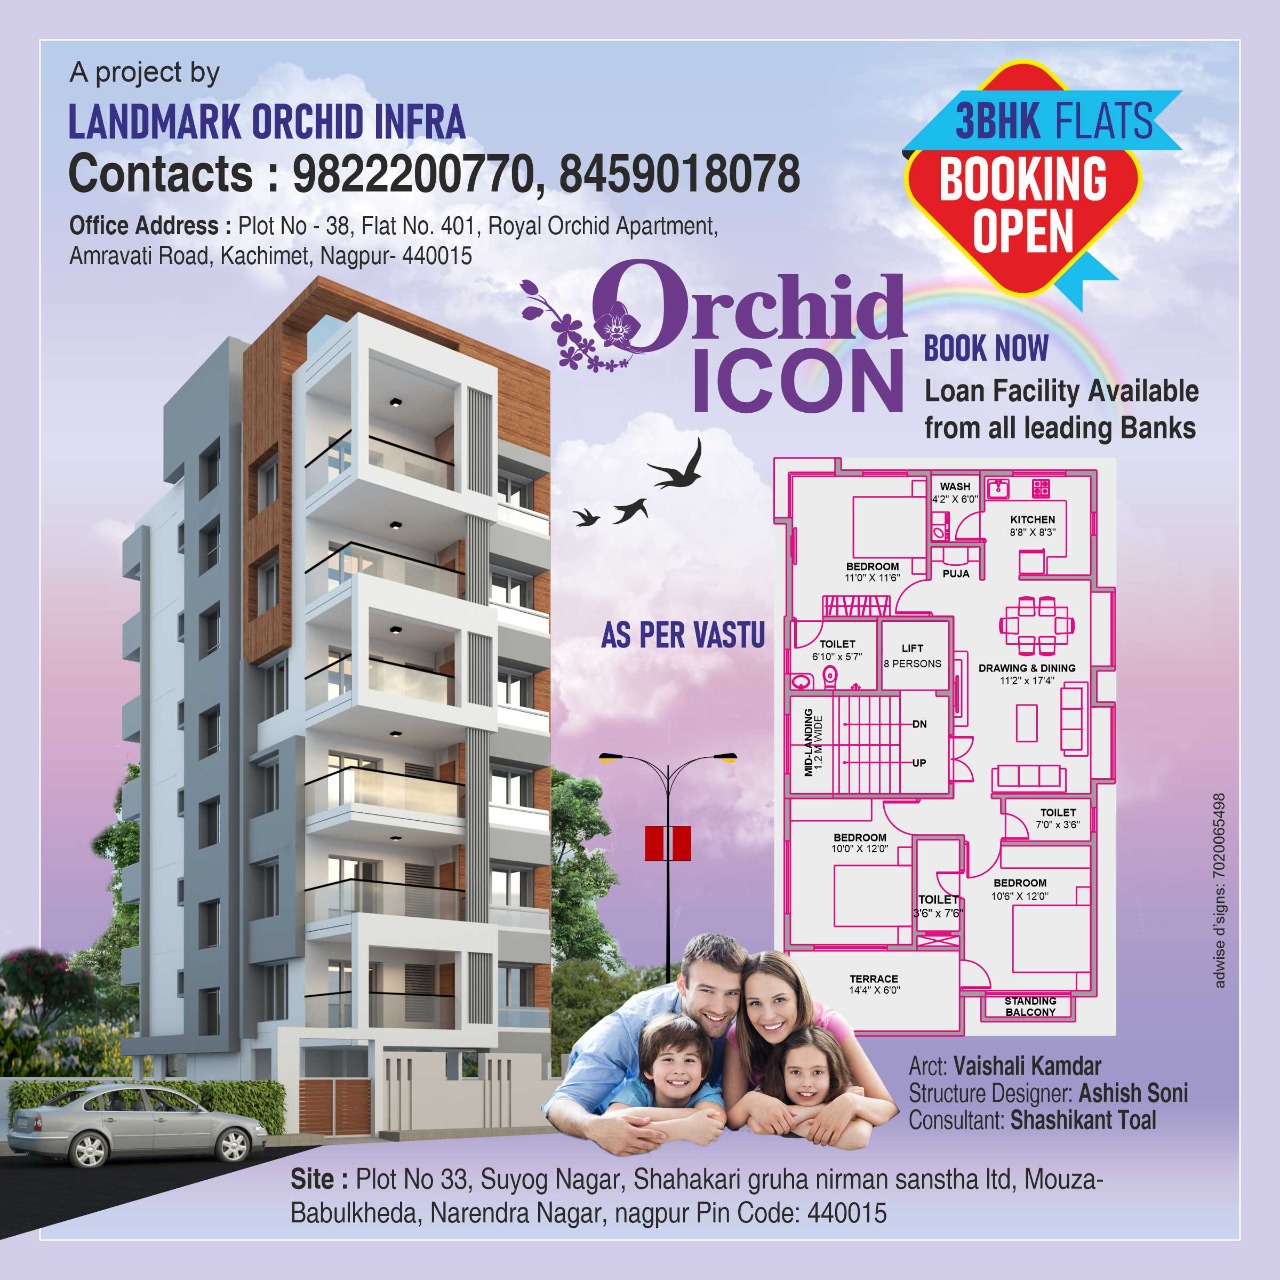 A project by
LANDMARK ORCHID INFRA
Contacts : 9822200770, 8459018078
Office Address : Plot No - 38, Flat No. 401, Royal Orchid Apartment,
Amravati Road, Kachimet, Nagpur- 440015
3BHK FLATS
BOOKING
OPEN
Orchid
ICON
BOOK NOW
Loan Facility Available
from all leading Banks
AS PER VASTU
WASH
4'2" X 6'0"
KITCHEN
8'8" X 8'3"
BEDROOM
11'0" X 11'6"
PUJA
TOILET
6'10" x 5'7"
LIFT
8 PERSONS
DRAWING & DINING
11'2" x 17'4"
MID-LANDING
1.2 M WIDE
DN
UP
TOILET
7'0" x 3'6"
BEDROOM
10'0" X 12'0"
TOILET
3'6" x 7'6"
BEDROOM
10'6" X 12'0"
TERRACE
14'4" X 6'0"
STANDING
BALCONY
adwise d'signs: 7020065498
Arct: Vaishali Kamdar
Structure Designer: Ashish Soni
Consultant: Shashikant Toal
Site : Plot No 33, Suyog Nagar, Shahakari gruha nirman sanstha ltd, Mouza-
Babulkheda, Narendra Nagar, nagpur Pin Code: 440015